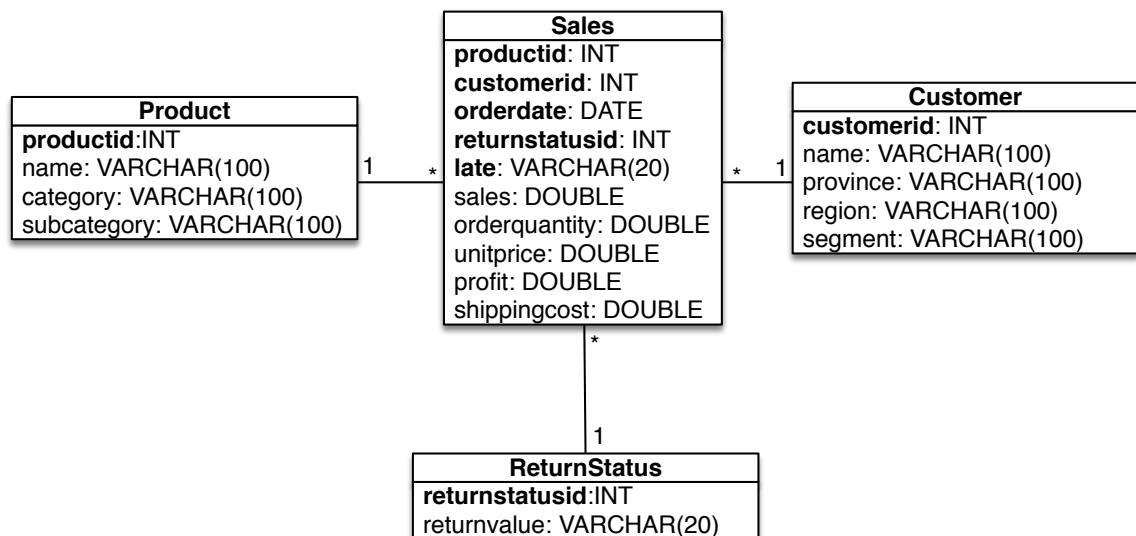 Sales
productid: INT
customerid: INT
orderdate: DATE
returnstatusid: INT
late: VARCHAR(20)
sales: DOUBLE
orderquantity: DOUBLE
unitprice: DOUBLE
profit: DOUBLE
shippingcost: DOUBLE
Product
productid:INT
name: VARCHAR(100)
category: VARCHAR(100)
subcategory: VARCHAR(100)
1
*
*
1
Customer
customerid: INT
name: VARCHAR(100)
province: VARCHAR(100)
region: VARCHAR(100)
segment: VARCHAR(100)
*
1
ReturnStatus
returnstatusid:INT
returnvalue: VARCHAR(20)